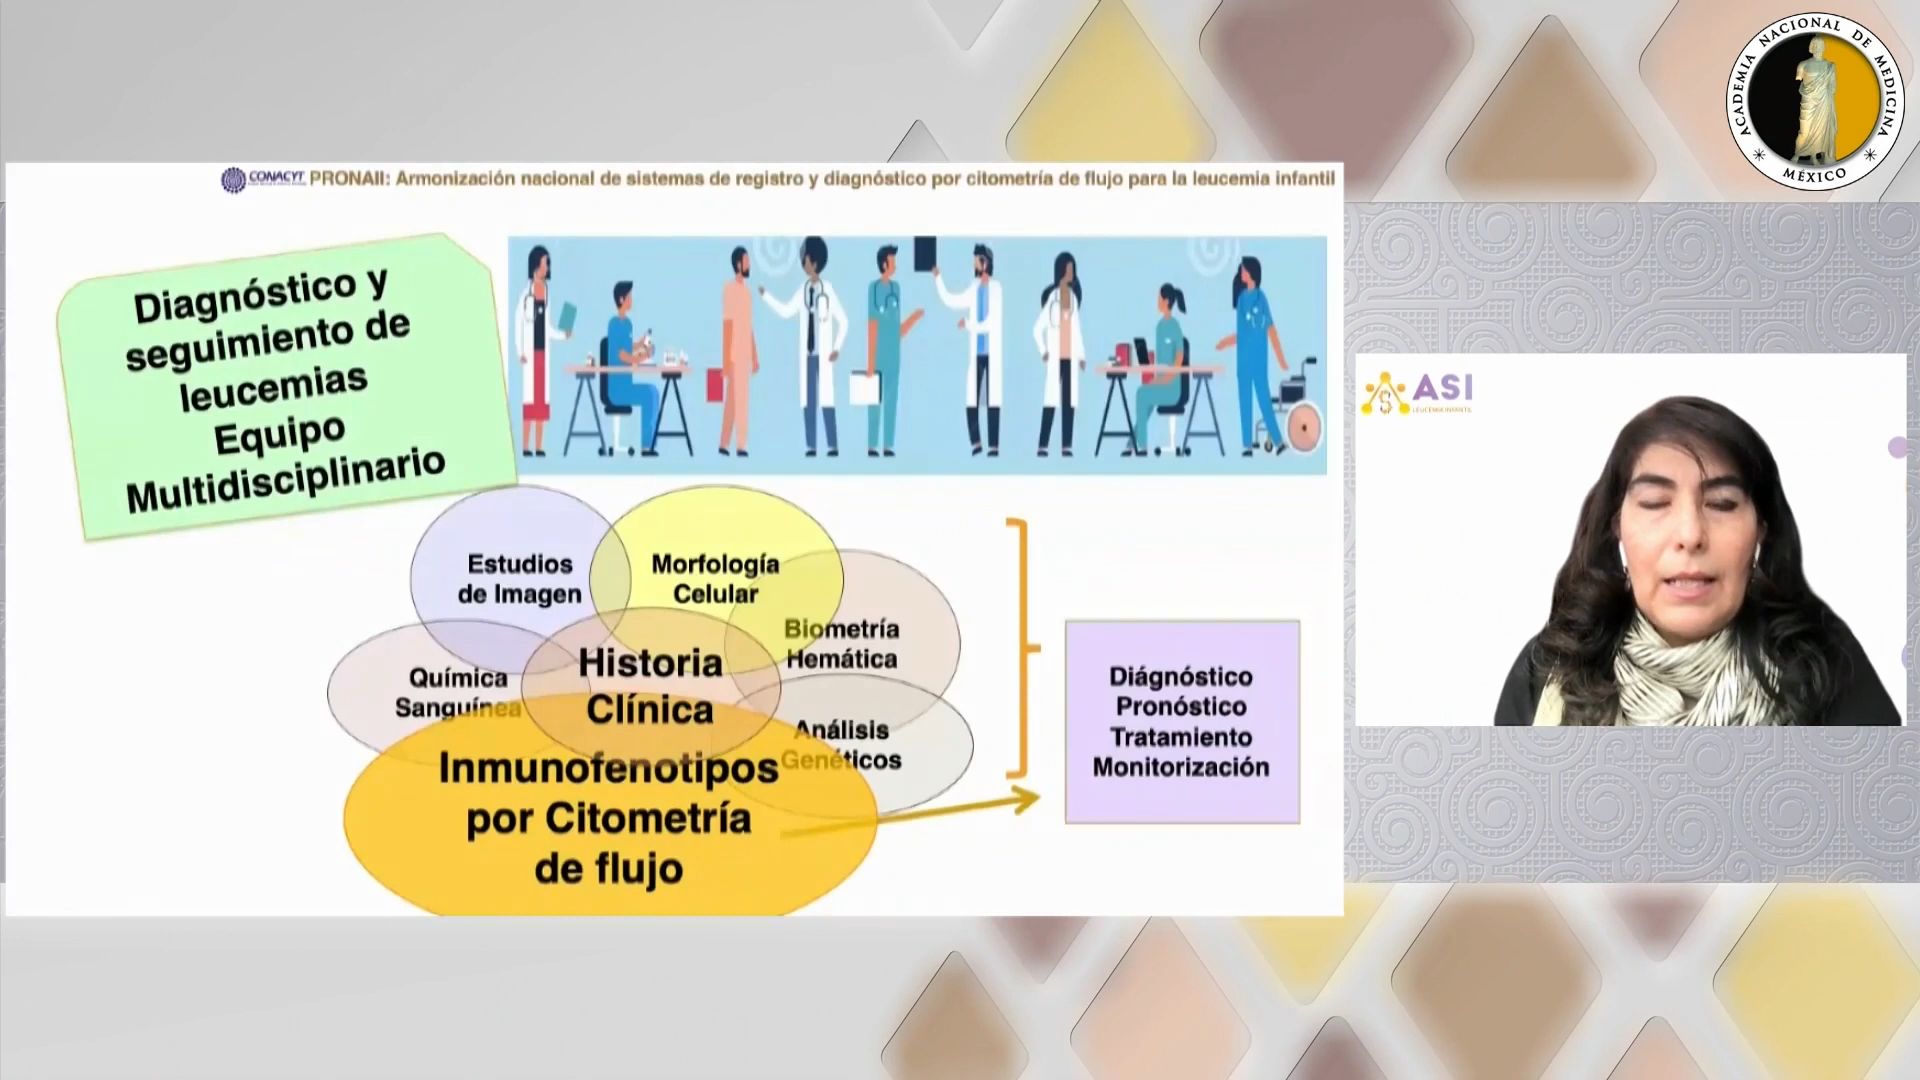 CONACYT PRONAII: Armonización nacional de sistemas de registro y diagnóstico por citometría de flujo para la leucemia infantil
Diagnóstico y
seguimiento de
leucemias
Equipo
Multidisciplinario
Estudios
de Imagen
Morfología
Celular
Biometría
Hemática
Química
Sanguínea
Historia
Clínica
Análisis
Genéticos
Inmunofenotipos
por Citometría
de flujo
Diágnóstico
Pronóstico
Tratamiento
Monitorización
ACADEMIA NACIONAL DE MEDICINA
MÉXICO
ASI
LEUCEMIA INFANTIL